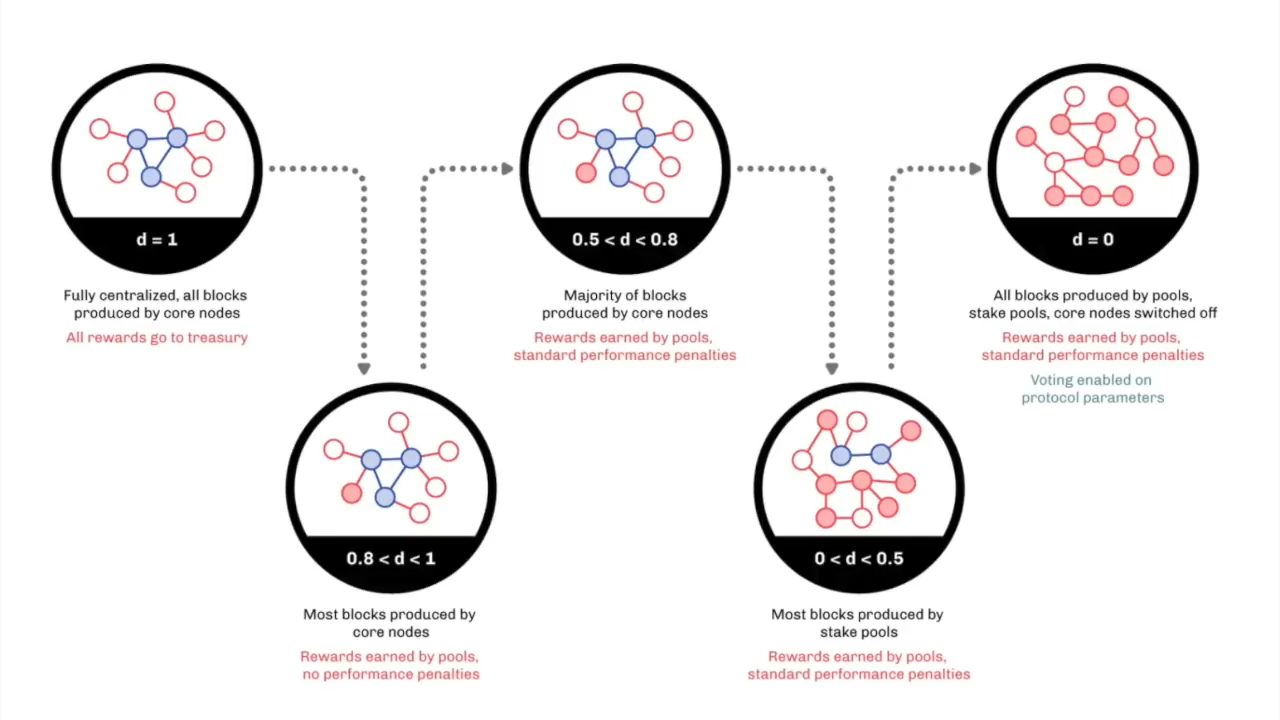 d = 1
Fully centralized, all blocks
produced by core nodes
All rewards go to treasury
0.8 < d < 1
Most blocks produced by
core nodes
Rewards earned by pools,
no performance penalties
0.5 < d < 0.8
Majority of blocks
produced by core nodes
Rewards earned by pools,
standard performance penalties
0 < d < 0.5
Most blocks produced by
stake pools
Rewards earned by pools,
standard performance penalties
d = 0
All blocks produced by pools,
stake pools, core nodes switched off
Rewards earned by pools,
standard performance penalties
Voting enabled on
protocol parameters